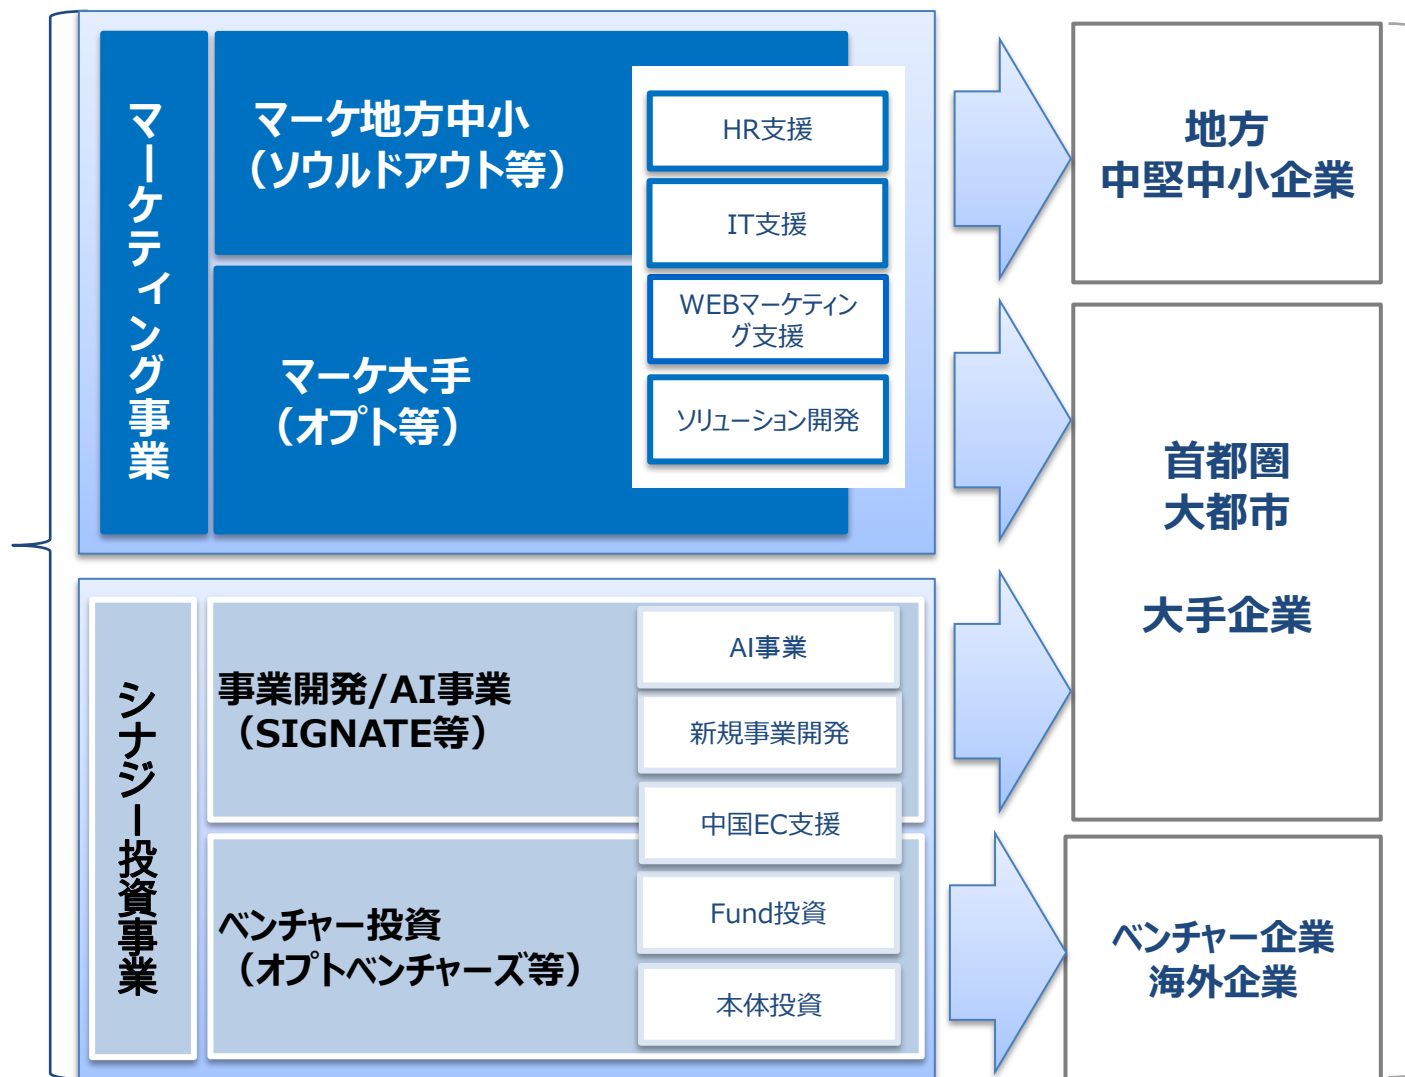 マーケティング事業
マーケ地方中小
（ソウルドアウト等）
マーケ大手
（オプト等）
HR支援
IT支援
WEBマーケティン
グ支援
ソリューション開発
地方
中堅中小企業
首都圏
大都市
大手企業
シナジー投資事業
事業開発/AI事業
（SIGNATE等）
ベンチャー投資
（オプトベンチャーズ等）
AI事業
新規事業開発
中国EC支援
Fund投資
本体投資
ベンチャー企業
海外企業